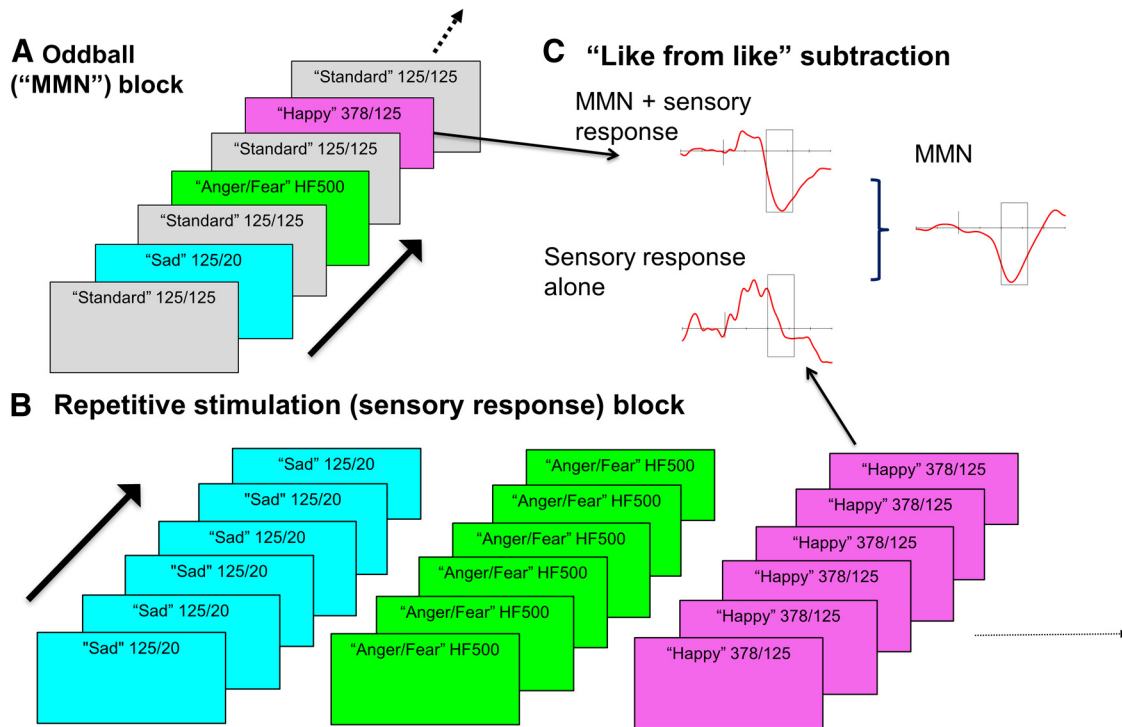 A Oddball
("MMN") block
"Standard" 125/125
"Happy" 378/125
"Standard" 125/125
"Anger/Fear" HF500
"Standard" 125/125
"Sad" 125/20
"Standard" 125/125
C "Like from like" subtraction
MMN + sensory
response
MMN
Sensory response
alone
B Repetitive stimulation (sensory response) block
"Sad" 125/20
"Sad" 125/20
"Sad" 125/20
"Sad" 125/20
"Sad" 125/20
"Sad" 125/20
"Anger/Fear" HF500
"Anger/Fear" HF500
"Anger/Fear" HF500
"Anger/Fear" HF500
"Anger/Fear" HF500
"Anger/Fear" HF500
"Happy" 378/125
"Happy" 378/125
"Happy" 378/125
"Happy" 378/125
"Happy" 378/125
"Happy" 378/125